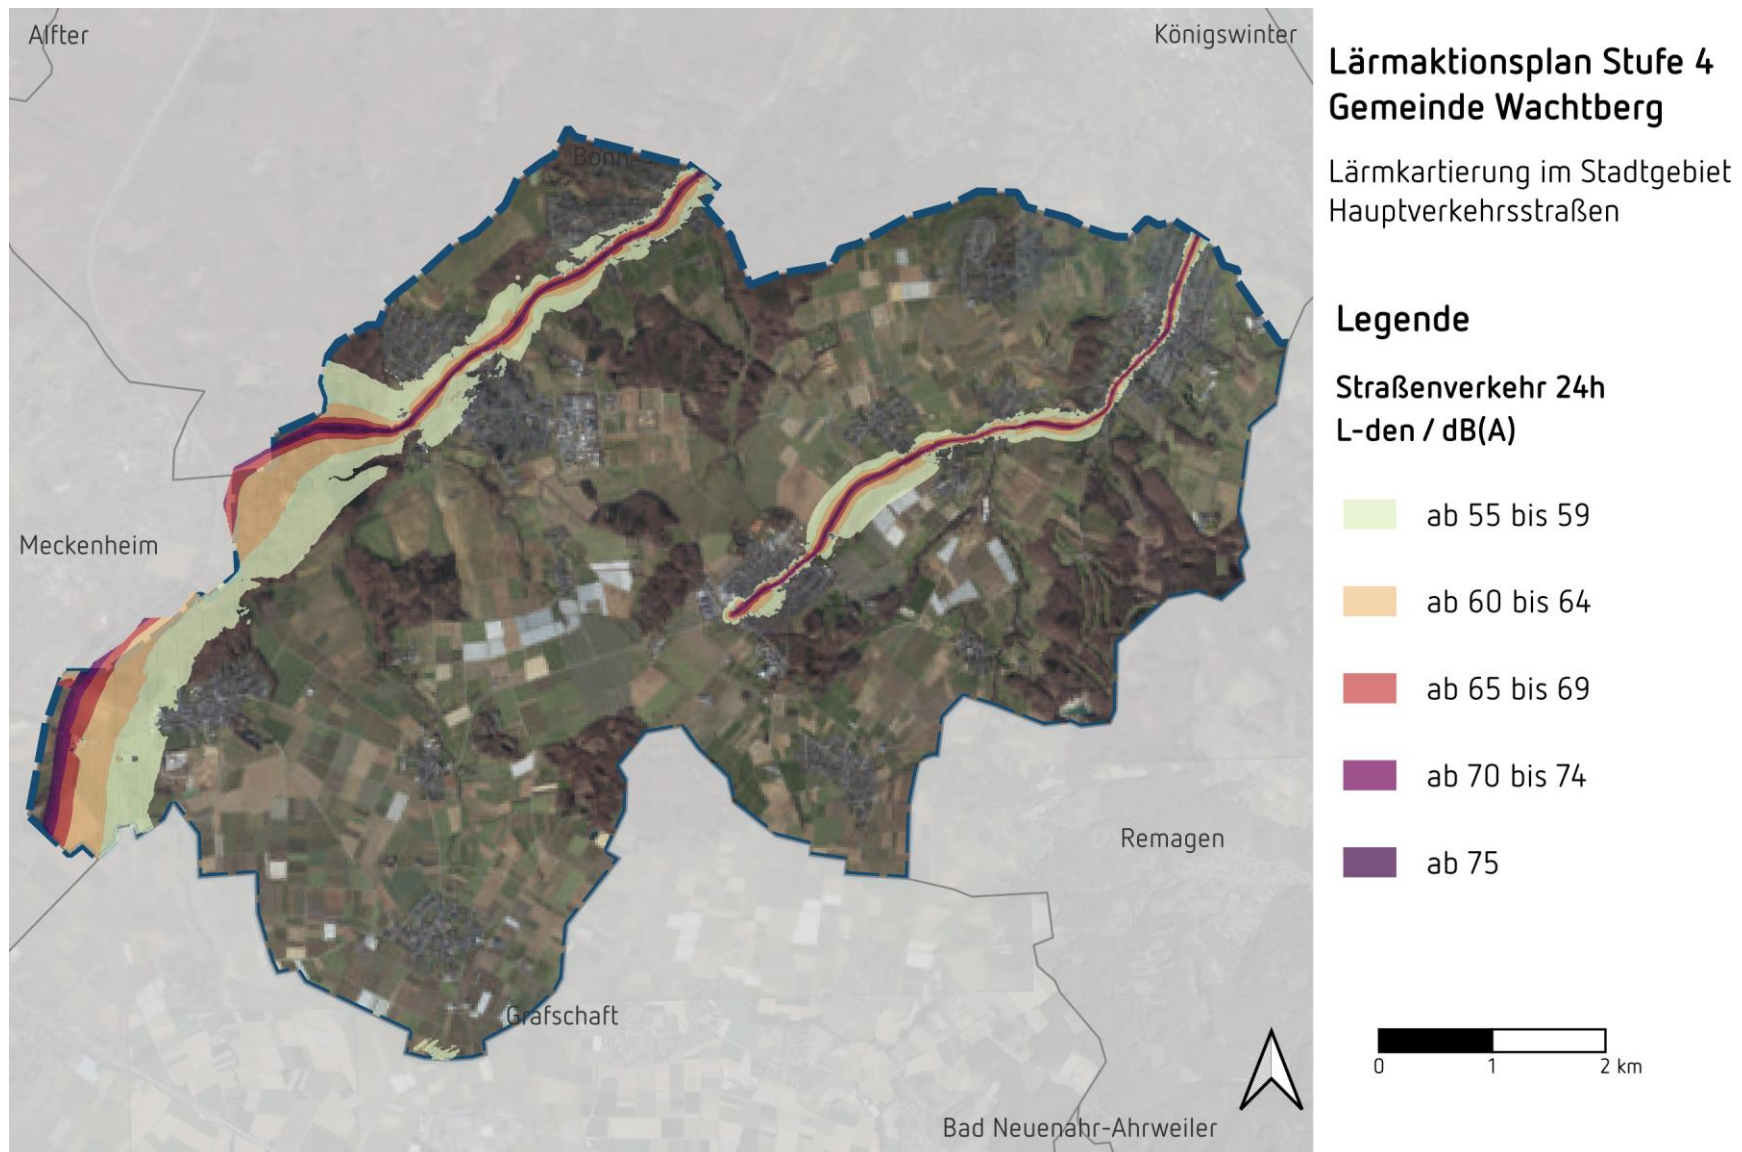 Alfter
Königswinter
Bonn
Meckenheim
Remagen
Grafschaft
Bad Neuenahr-Ahrweiler
Lärmaktionsplan Stufe 4
Gemeinde Wachtberg
Lärmkartierung im Stadtgebiet
Hauptverkehrsstraßen
Legende
Straßenverkehr 24h
L-den / dB(A)
ab 55 bis 59
ab 60 bis 64
ab 65 bis 69
ab 70 bis 74
ab 75
0 1 2 km